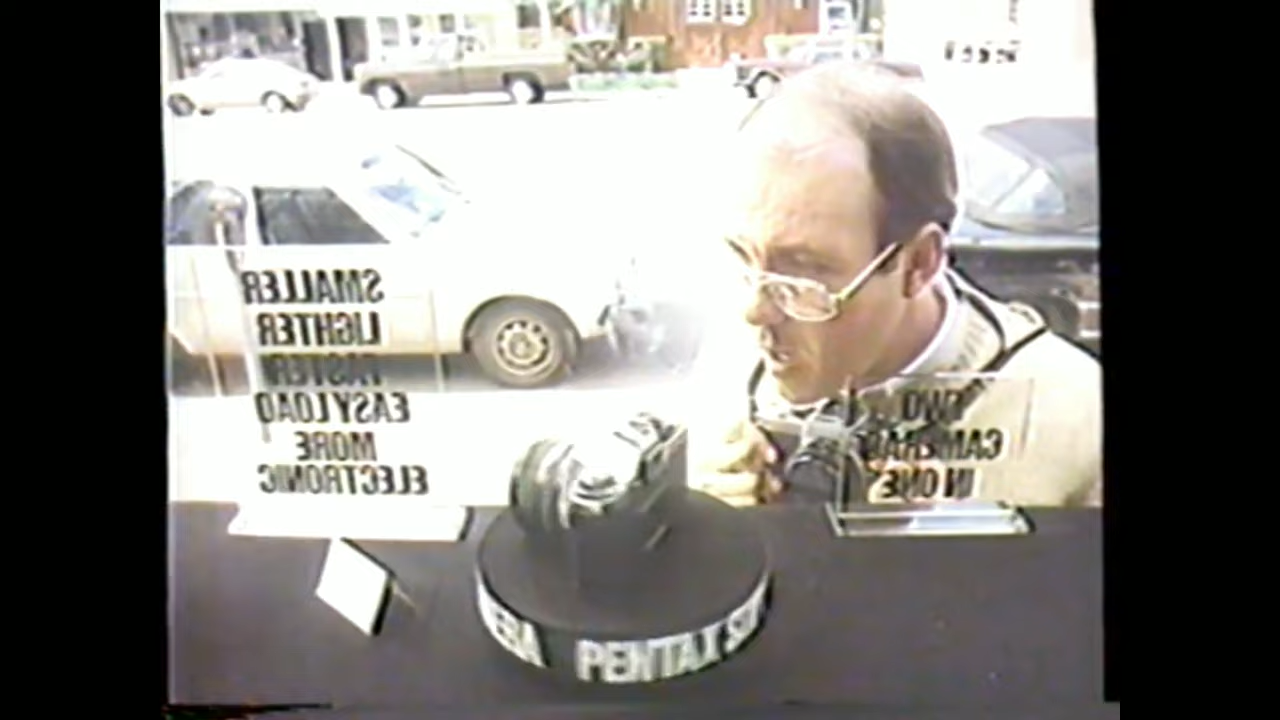 SMALLER
LIGHTER
FASTER
EASY LOAD
MORE
ELECTRONIC
TWO
CAMERAS
IN ONE
PENTAX